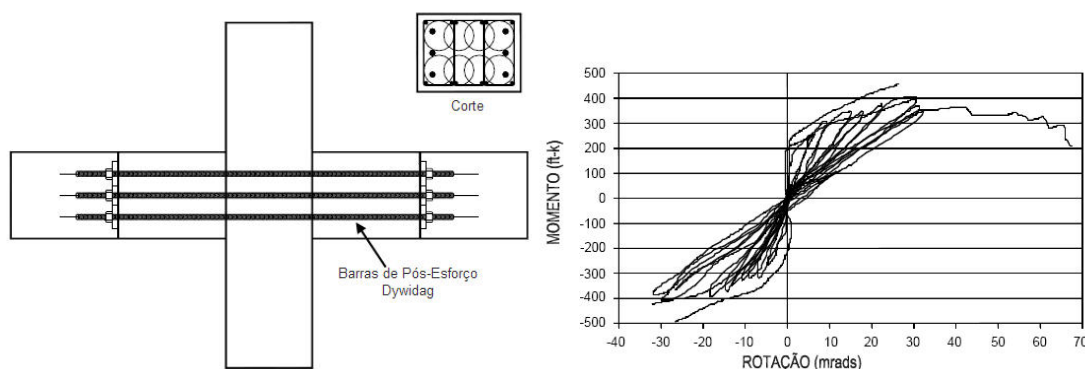 Corte
Barras de Pós-Esforço
Dywidag
MOMENTO (ft-k)
500
400
300
200
100
0
-100
-200
-300
-400
-500
-40 -30 -20 -10 0 10 20 30 40 50 60 70
ROTAÇÃO (mrads)